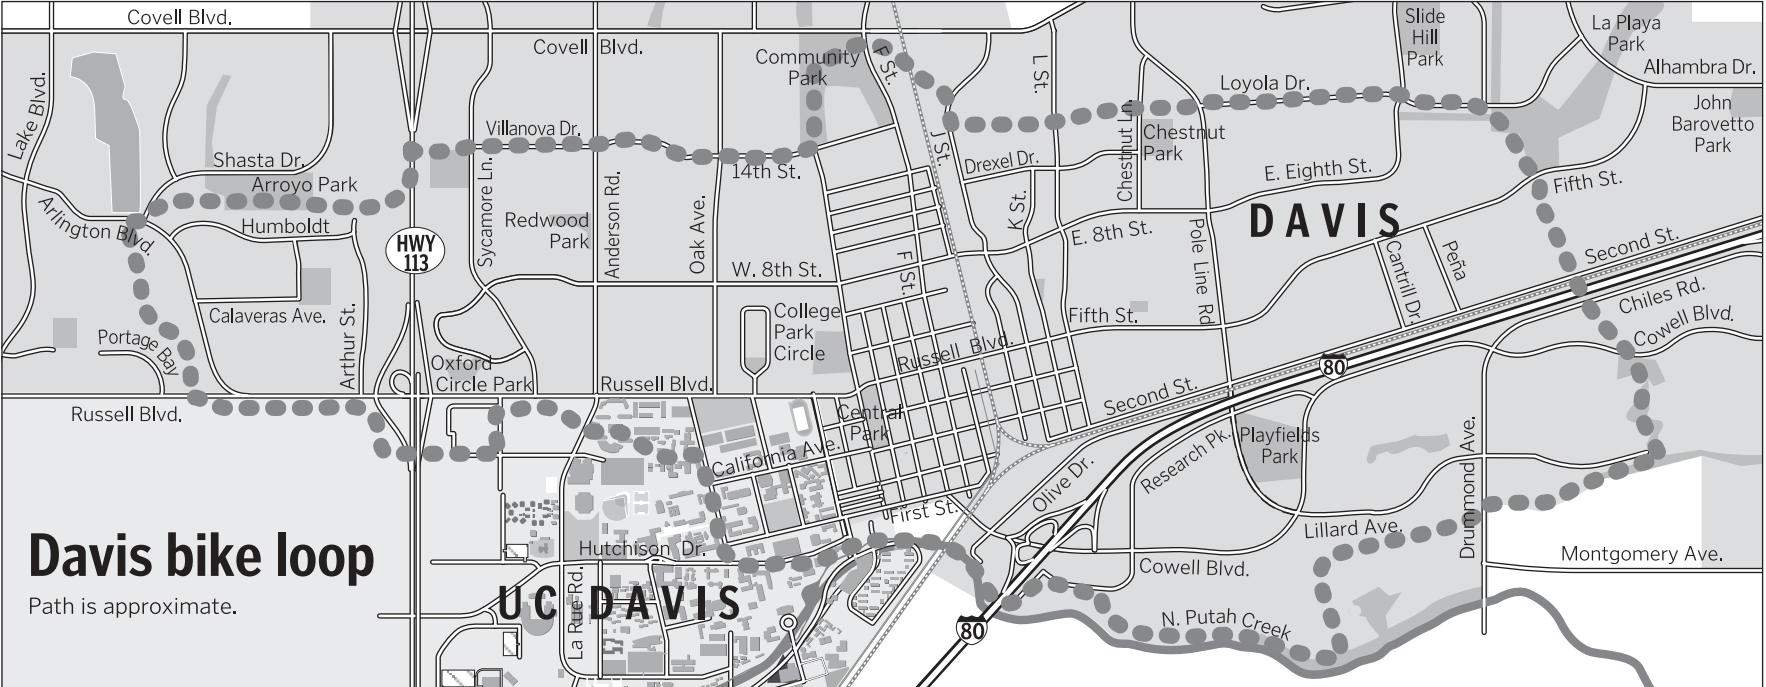 Covell Blvd.
Covell Blvd.
Community
Park
F St.
L St.
Slide
Hill
Park
La Playa
Park
Alhambra Dr.
Loyola Dr.
John
Barovetto
Park
Lake Blvd.
Villanova Dr.
Shasta Dr.
Arroyo Park
14th St.
J St.
Drexel Dr.
Chestnut Ln.
Chestnut
Park
E. Eighth St.
Fifth St.
Arlington Blvd.
Humboldt
HWY
113
Sycamore Ln.
Redwood
Park
Anderson Rd.
Oak Ave.
W. 8th St.
F St.
K St.
E. 8th St.
Pole Line Rd
DAVIS
Cantrill Dr.
Peña
Second St.
Chiles Rd.
Cowell Blvd.
Calaveras Ave.
Portage Bay
Arthur St.
Oxford
Circle Park
College
Park
Circle
Russell Blvd.
Fifth St.
80
Russell Blvd.
Russell Blvd.
Central
Park
Second St.
California Ave.
Olive Dr.
Research Pk.
Playfields
Park
Drummond Ave.
First St.
Lillard Ave.
Montgomery Ave.
Davis bike loop
Path is approximate.
Hutchison Dr.
La Rue Rd.
UC DAVIS
Cowell Blvd.
80
N. Putah Creek